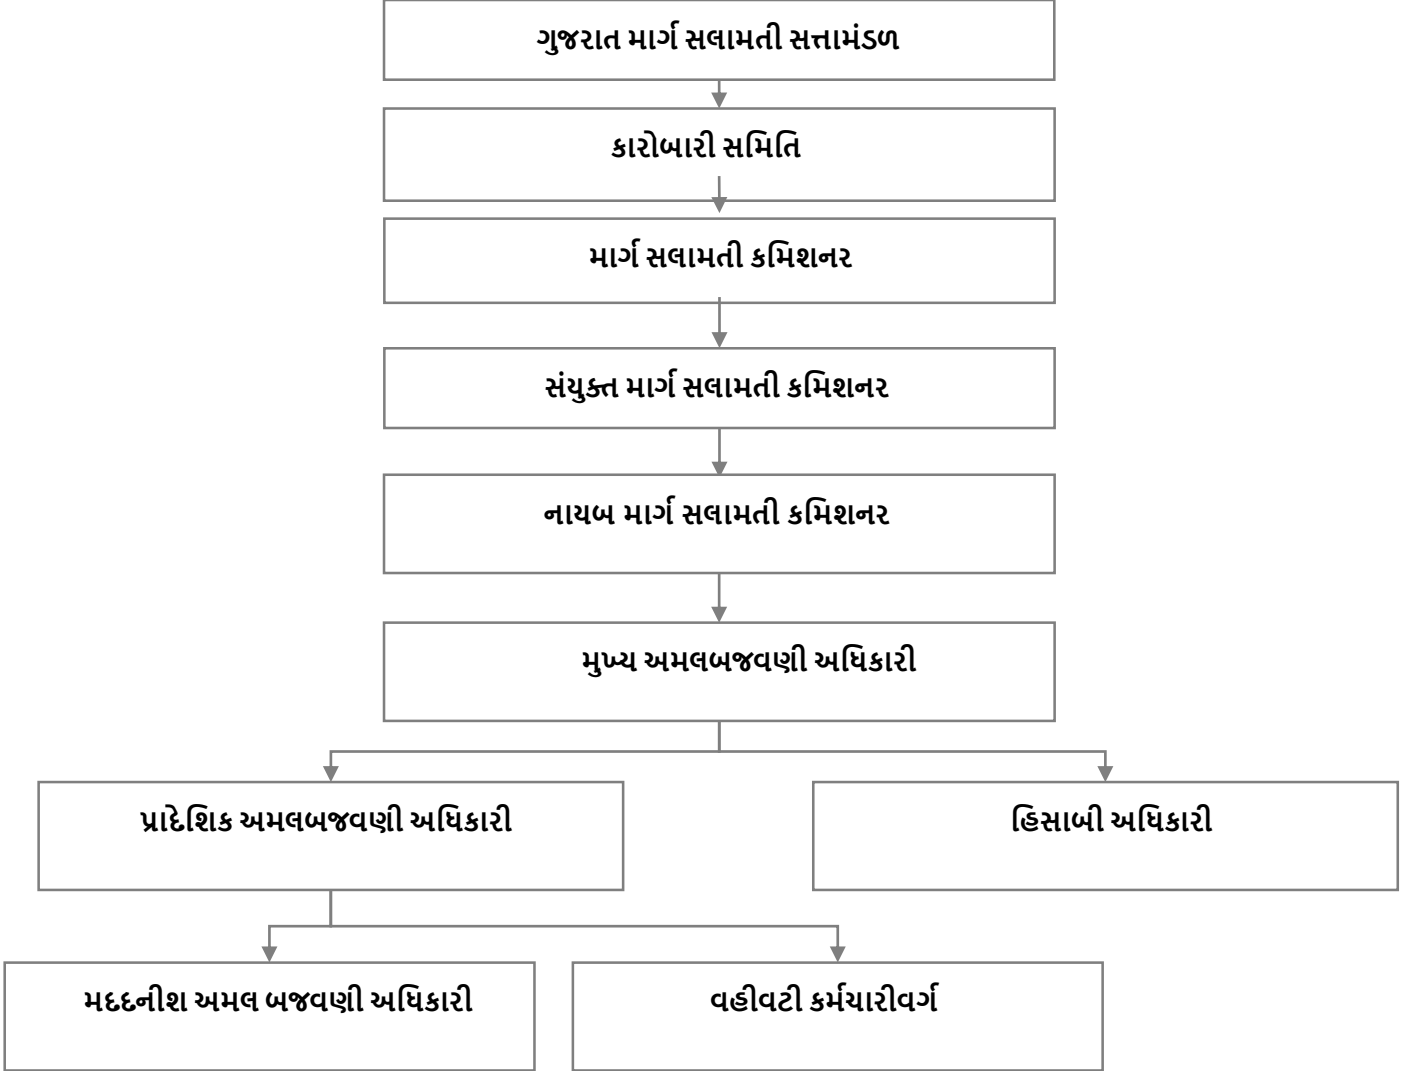 ગુજરાત માર્ગ સલામતી સત્તામંડળ
કારોબારી સમિતિ
માર્ગ સલામતી કમિશનર
સંયુક્ત માર્ગ સલામતી કમિશનર
નાયબ માર્ગ સલામતી કમિશનર
મુખ્ય અમલબજવણી અધિકારી
પ્રાદેશિક અમલબજવણી અધિકારી
હિસાબી અધિકારી
મદદનીશ અમલ બજવણી અધિકારી
વહીવટી કર્મચારીવર્ગ